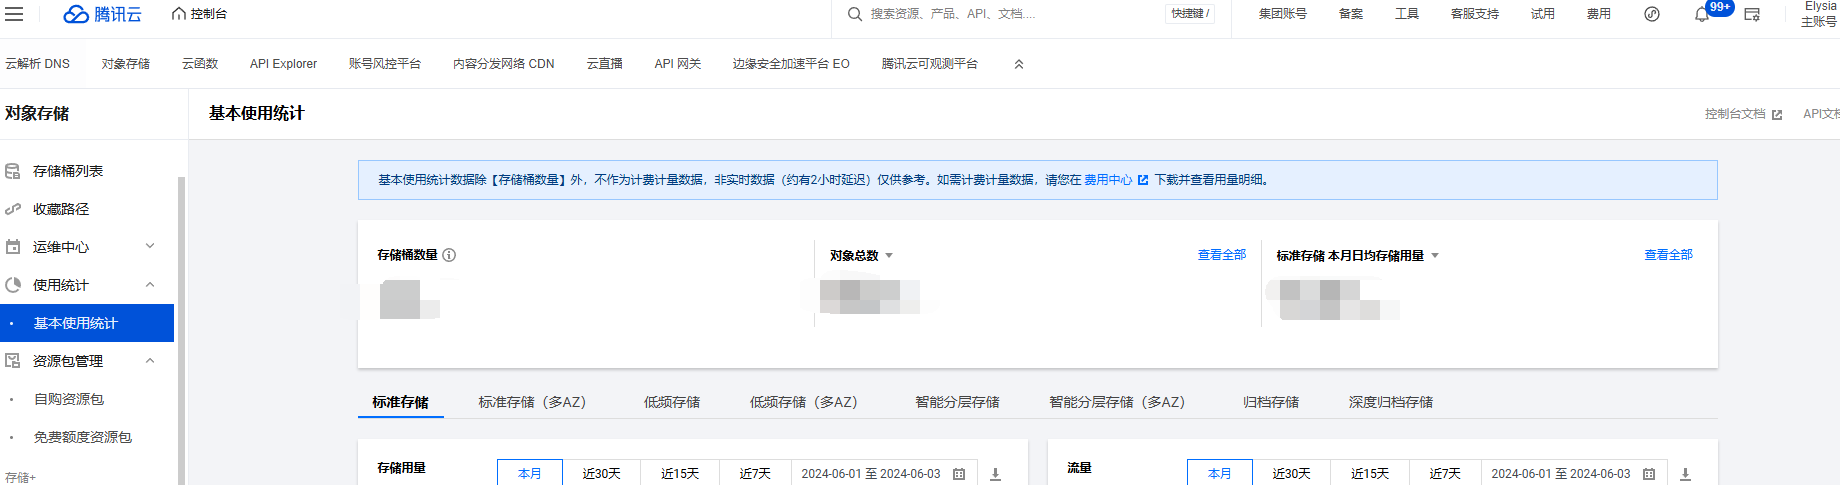 腾讯云 控制台 搜索资源、产品、API、文档.... 快捷键 / 集团账号 备案 工具 客服支持 试用 费用 99+ Elysia
主账号
云解析 DNS 对象存储 云函数 API Explorer 账号风控平台 内容分发网络 CDN 云直播 API 网关 边缘安全加速平台 EO 腾讯云可观测平台
对象存储
基本使用统计 控制台文档 API文档
存储桶列表
收藏路径
运维中心
使用统计
基本使用统计
资源包管理
自购资源包
免费额度资源包
存储+
基本使用统计数据除【存储桶数量】外，不作为计费计量数据，非实时数据（约有2小时延迟）仅供参考。如需计费计量数据，请您在 费用中心 下载并查看用量明细。
存储桶数量 对象总数 查看全部 标准存储 本月日均存储用量 查看全部
标准存储 标准存储（多AZ） 低频存储 低频存储（多AZ） 智能分层存储 智能分层存储（多AZ） 归档存储 深度归档存储
存储用量 本月 近30天 近15天 近7天 2024-06-01 至 2024-06-03
流量 本月 近30天 近15天 近7天 2024-06-01 至 2024-06-03